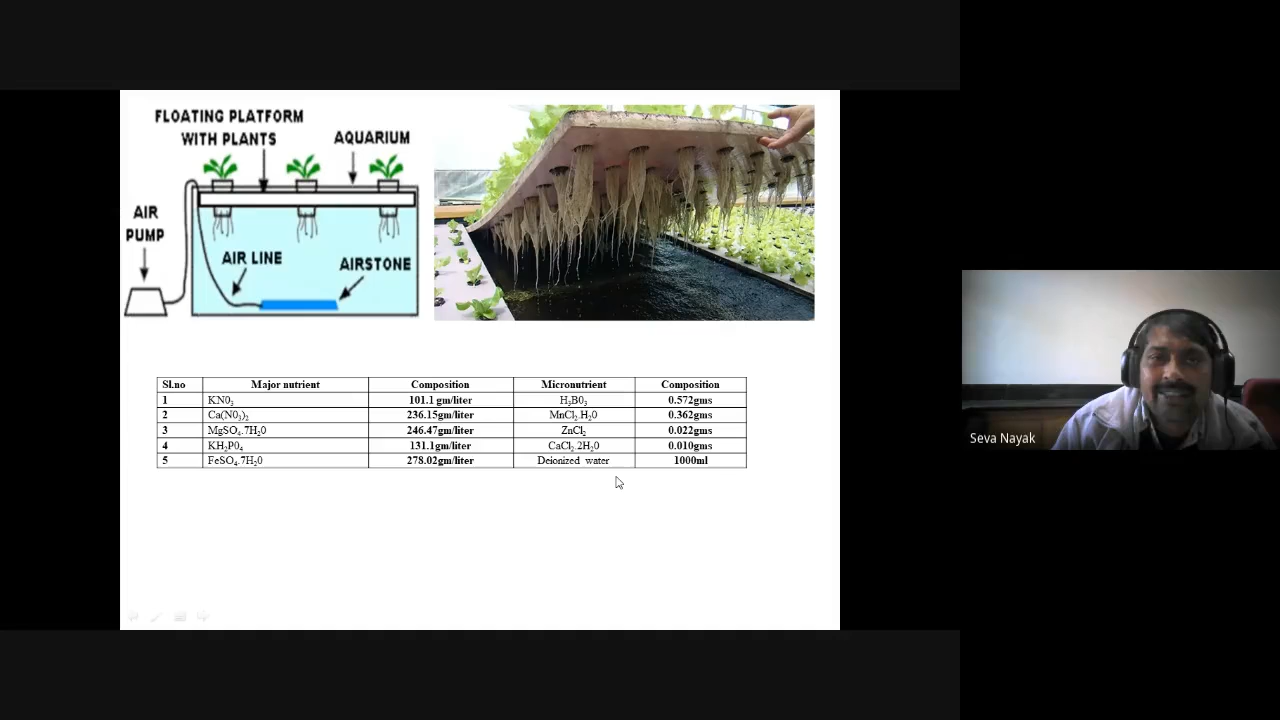 FLOATING PLATFORM
WITH PLANTS
AQUARIUM
AIR
PUMP
AIR LINE
AIRSTONE
Sl.no Major nutrient Composition Micronutrient Composition
1 KN0₃ 101.1 gm/liter H₃B0₃ 0.572gms
2 Ca(N0₃)₂ 236.15gm/liter MnCl₂.H₂0 0.362gms
3 MgSO₄.7H₂0 246.47gm/liter ZnCl₂ 0.022gms
4 KH₂P0₄ 131.1gm/liter CaCl₂.2H₂0 0.010gms
5 FeSO₄.7H₂0 278.02gm/liter Deionized water 1000ml
Seva Nayak